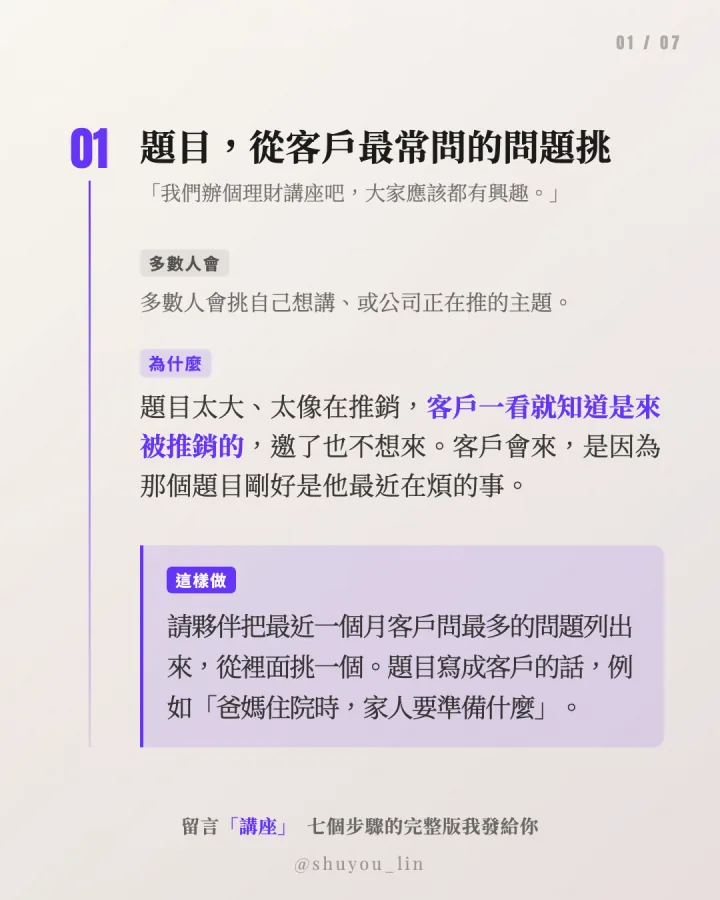 01 / 07
01
題目，從客戶最常問的問題挑
「我們辦個理財講座吧，大家應該都有興趣。」
多數人會
多數人會挑自己想講、或公司正在推的主題。
為什麼
題目太大、太像在推銷，客戶一看就知道是來
被推銷的，邀了也不想來。客戶會來，是因為
那個題目剛好是他最近在煩的事。
這樣做
請夥伴把最近一個月客戶問最多的問題列出
來，從裡面挑一個。題目寫成客戶的話，例
如「爸媽住院時，家人要準備什麼」。
留言「講座」 七個步驟的完整版我發給你
@shuyou_lin